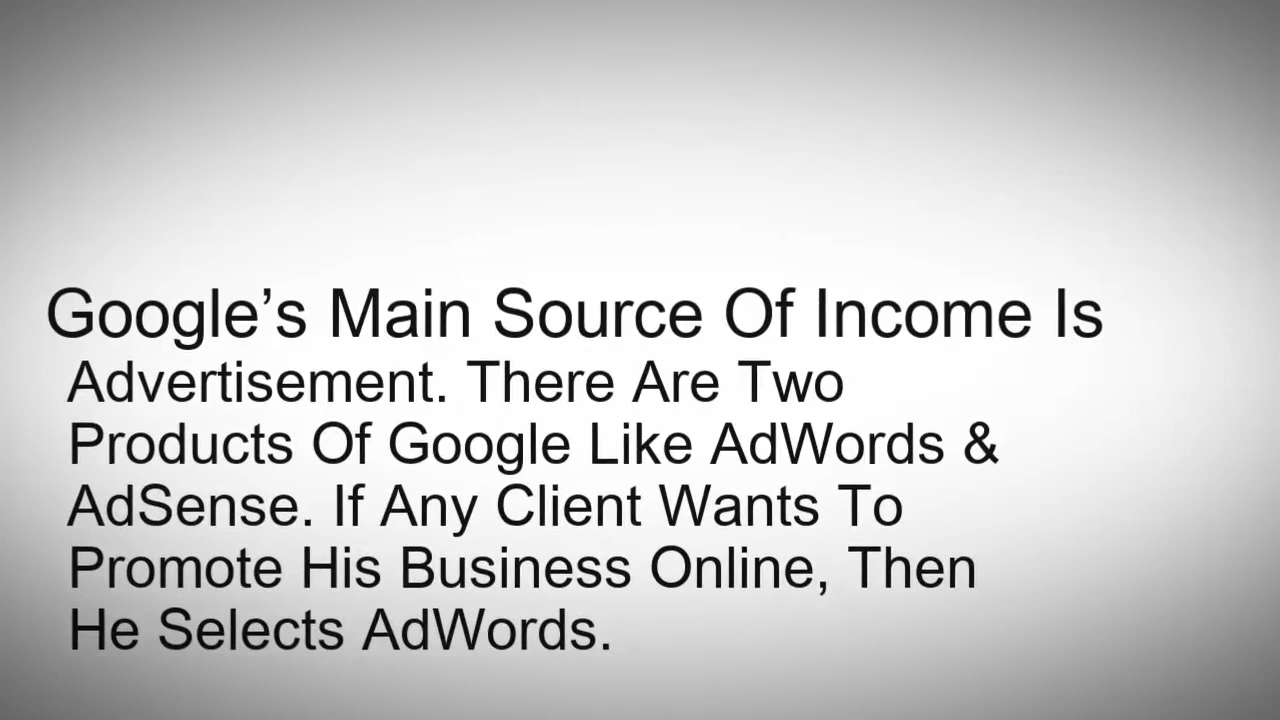 Google’s Main Source Of Income Is
Advertisement. There Are Two
Products Of Google Like AdWords &
AdSense. If Any Client Wants To
Promote His Business Online, Then
He Selects AdWords.